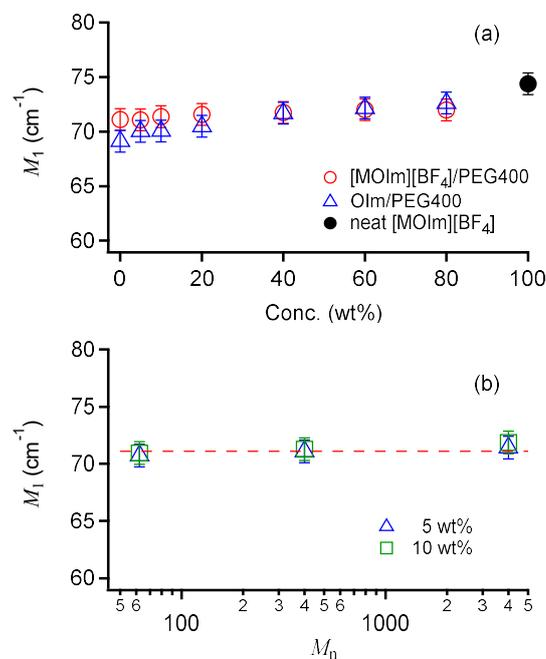 80
(a)
75
70
65
60
M₁ (cm⁻¹)
[MOIm][BF₄]/PEG400
OIm/PEG400
neat [MOIm][BF₄]
0 20 40 60 80 100
Conc. (wt%)
80
(b)
75
70
65
60
M₁ (cm⁻¹)
5 wt%
10 wt%
5 6 2 3 4 5 6 2 3 4 5
100 1000
Mₙ